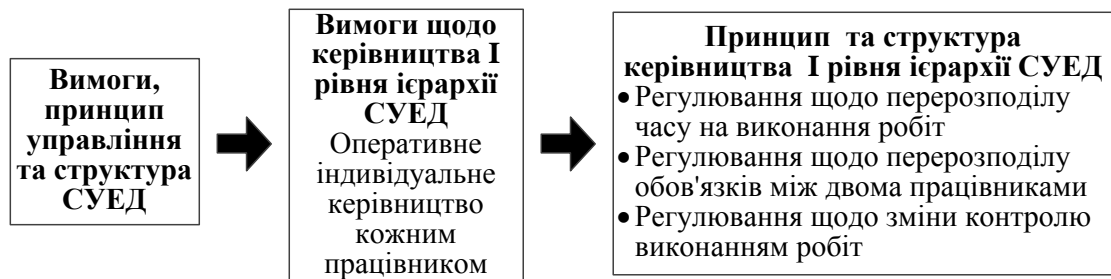 Вимоги,
принцип
управління
та структура
СУЕД
Вимоги щодо
керівництва І
рівня ієрархії
СУЕД
Оперативне
індивідуальне
керівництво
кожним
працівником
Принцип та структура
керівництва І рівня ієрархії СУЕД
•Регулювання щодо перерозподілу
часу на виконання робіт
•Регулювання щодо перерозподілу
обов'язків між двома працівниками
•Регулювання щодо зміни контролю
виконанням робіт